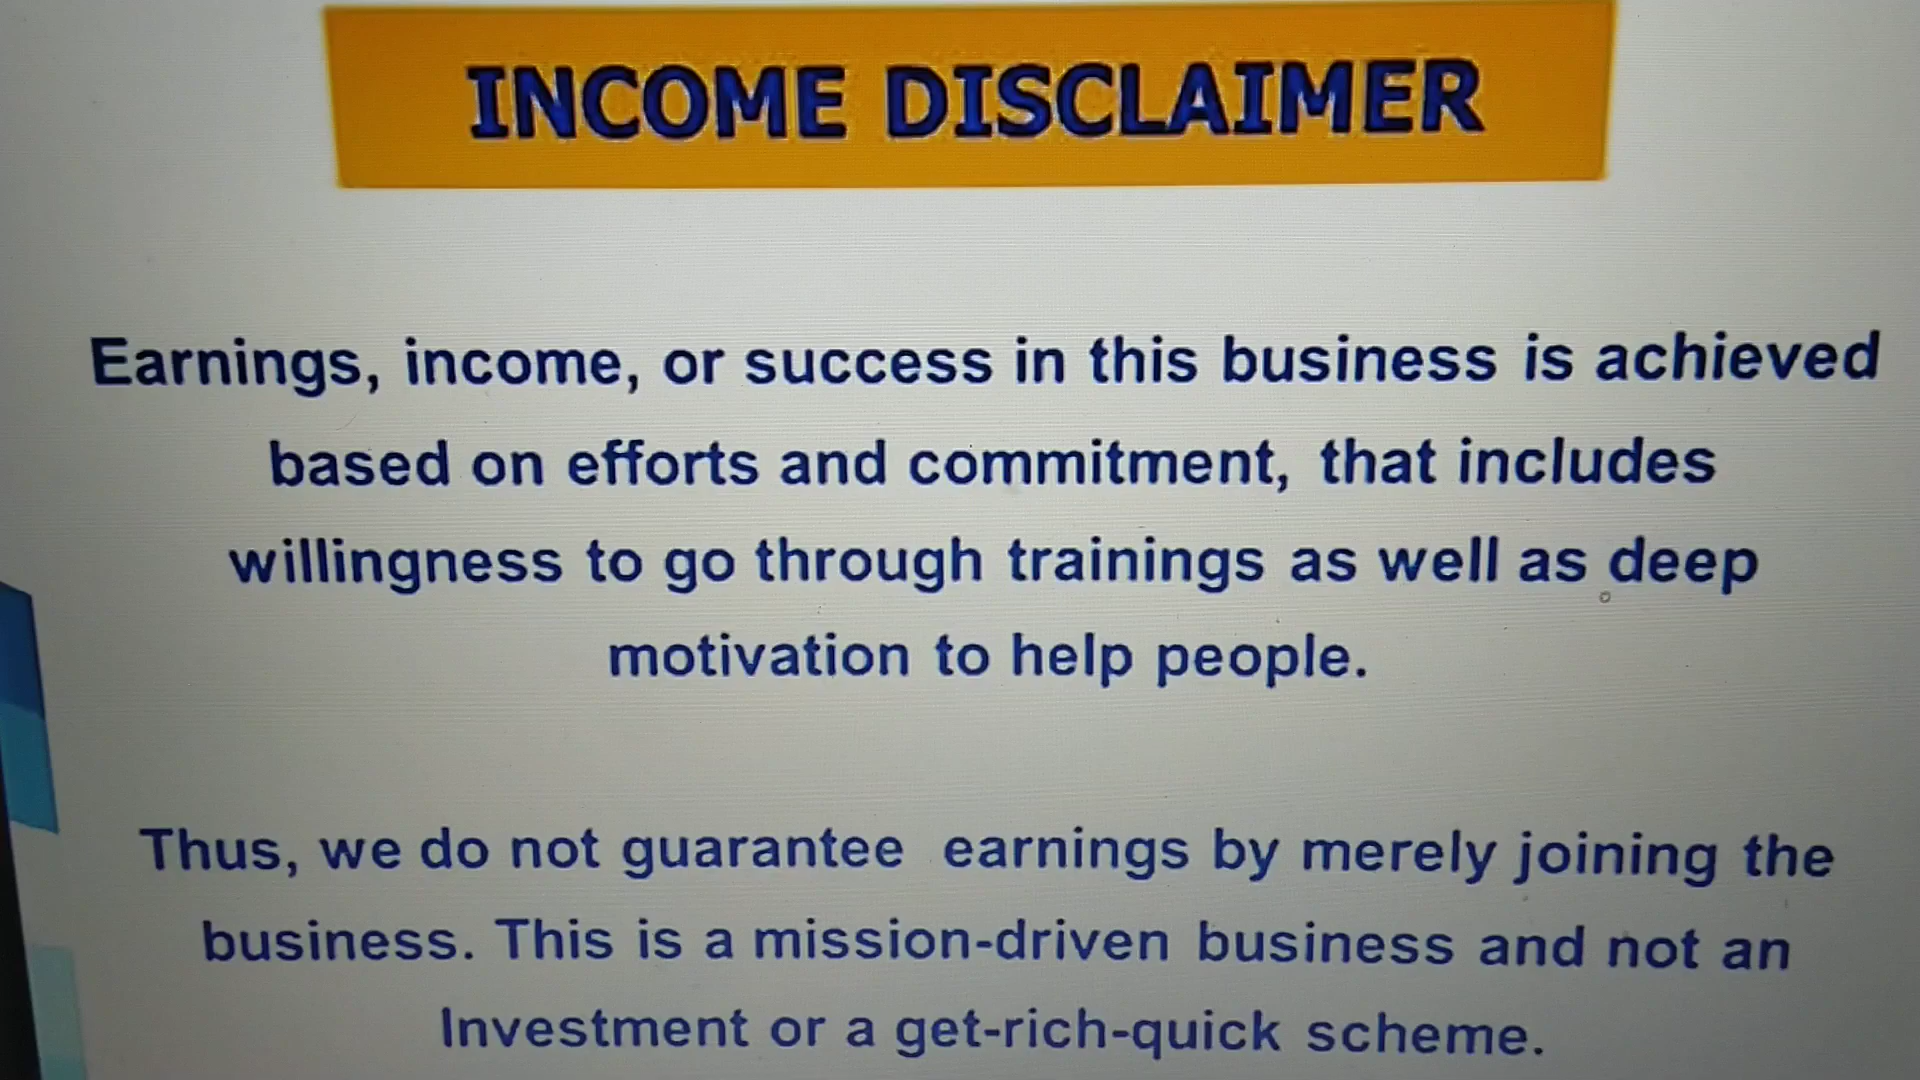 INCOME DISCLAIMER
Earnings, income, or success in this business is achieved
based on efforts and commitment, that includes
willingness to go through trainings as well as deep
motivation to help people.
Thus, we do not guarantee earnings by merely joining the
business. This is a mission-driven business and not an
Investment or a get-rich-quick scheme.